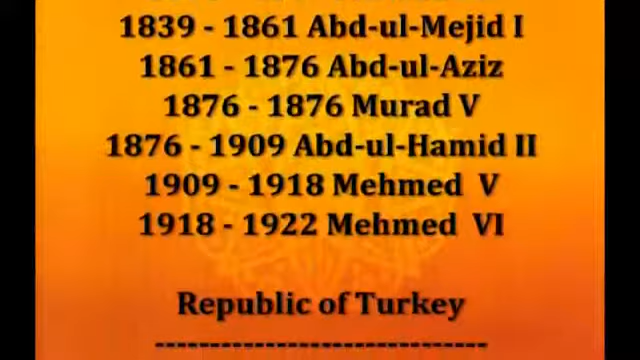 1839 - 1861 Abd-ul-Mejid I
1861 - 1876 Abd-ul-Aziz
1876 - 1876 Murad V
1876 - 1909 Abd-ul-Hamid II
1909 - 1918 Mehmed V
1918 - 1922 Mehmed VI
Republic of Turkey
------------------------------